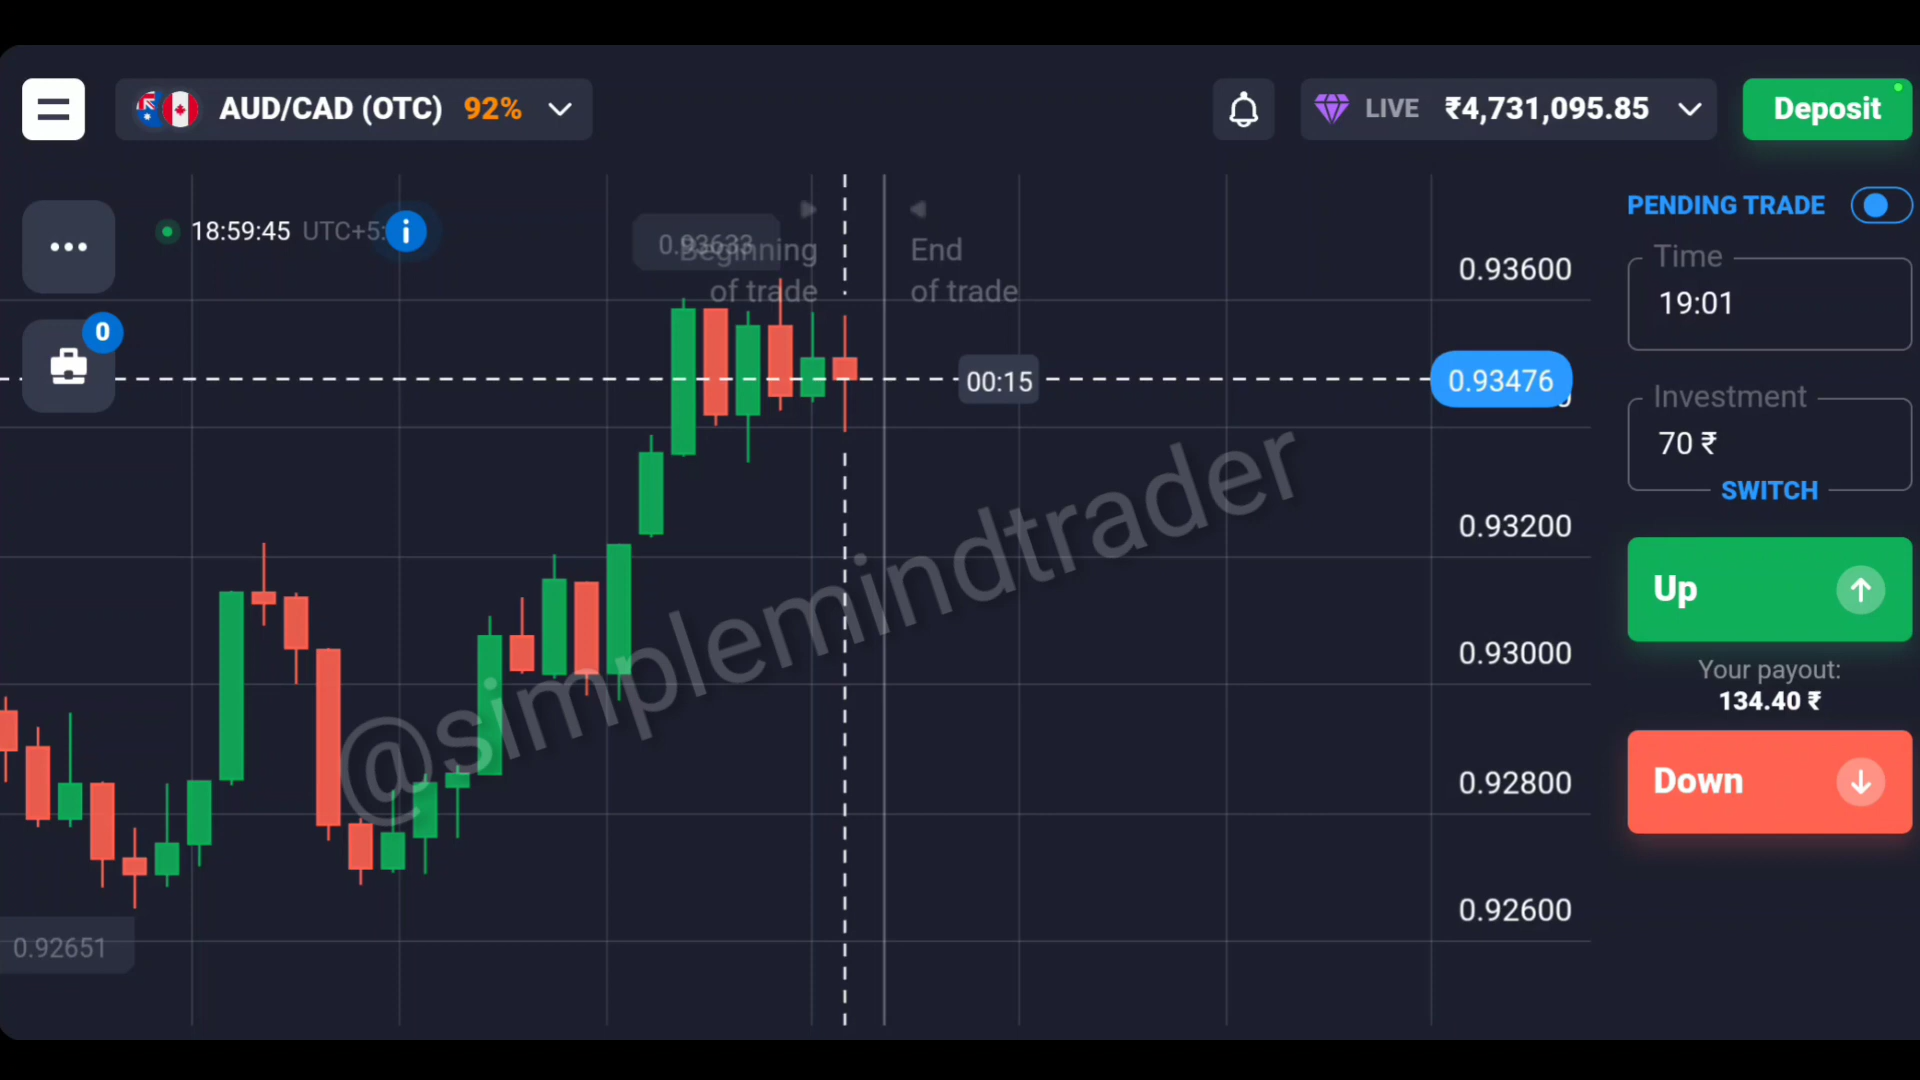 AUD/CAD (OTC) 92%
LIVE ₹4,731,095.85
Deposit
18:59:45 UTC+5:
i
0
0.93633
Beginning
of trade
End
of trade
PENDING TRADE
Time
19:01
Investment
70 ₹
SWITCH
Up
Your payout:
134.40 ₹
Down
0.93600
00:15
0.93476
0.93200
0.93000
0.92800
0.92600
0.92651
@simplemindtrader